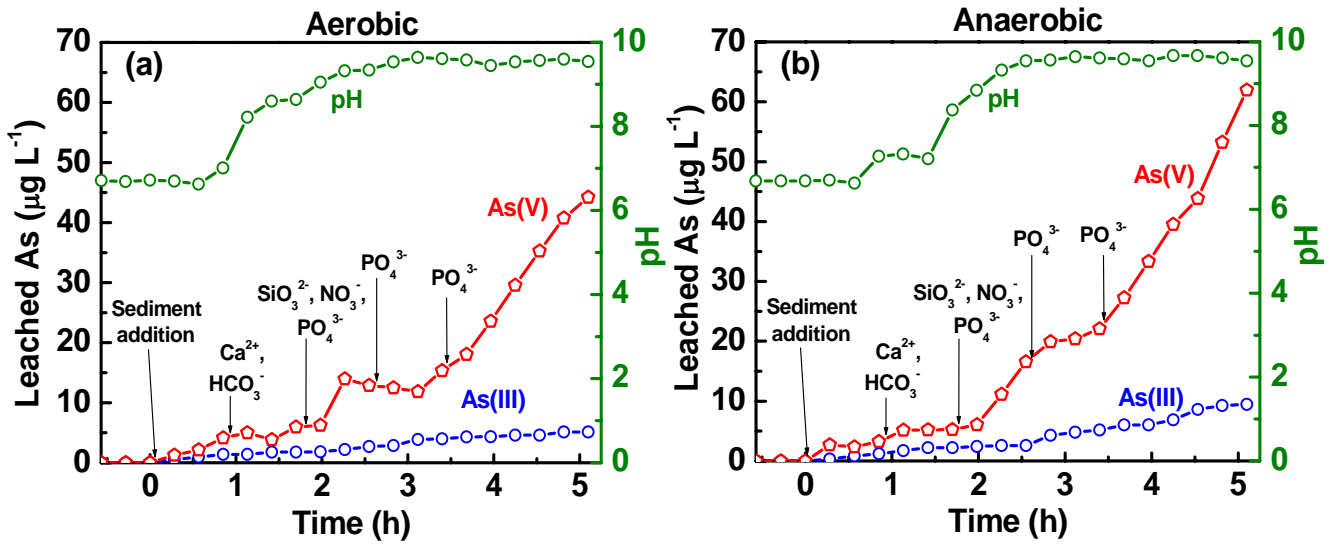 Aerobic
(a)
70
60
50
40
30
20
10
0
Leached As (μg L⁻¹)
10
8
6
4
2
0
pH
pH
As(V)
As(III)
Sediment
addition
Ca²⁺,
HCO₃⁻
SiO₃²⁻, NO₃⁻,
PO₄³⁻
PO₄³⁻
PO₄³⁻
0 1 2 3 4 5
Time (h)
Anaerobic
(b)
70
60
50
40
30
20
10
0
Leached As (μg L⁻¹)
10
8
6
4
2
0
pH
pH
As(V)
As(III)
Sediment
addition
Ca²⁺,
HCO₃⁻
SiO₃²⁻, NO₃⁻,
PO₄³⁻
PO₄³⁻
PO₄³⁻
0 1 2 3 4 5
Time (h)